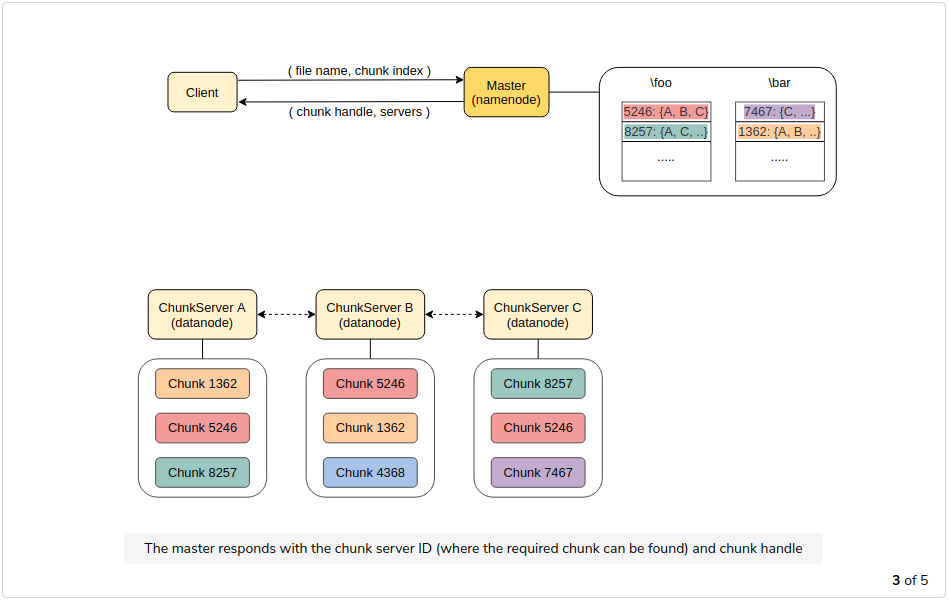 ( file name, chunk index )
Client
Master
(namenode)
( chunk handle, servers )
\foo
\bar
5246: {A, B, C}
7467: {C, ...}
8257: {A, C, ..}
1362: {A, B, ..}
.....
.....
ChunkServer A
(datanode)
ChunkServer B
(datanode)
ChunkServer C
(datanode)
Chunk 1362
Chunk 5246
Chunk 8257
Chunk 5246
Chunk 1362
Chunk 4368
Chunk 8257
Chunk 5246
Chunk 7467
The master responds with the chunk server ID (where the required chunk can be found) and chunk handle
3 of 5